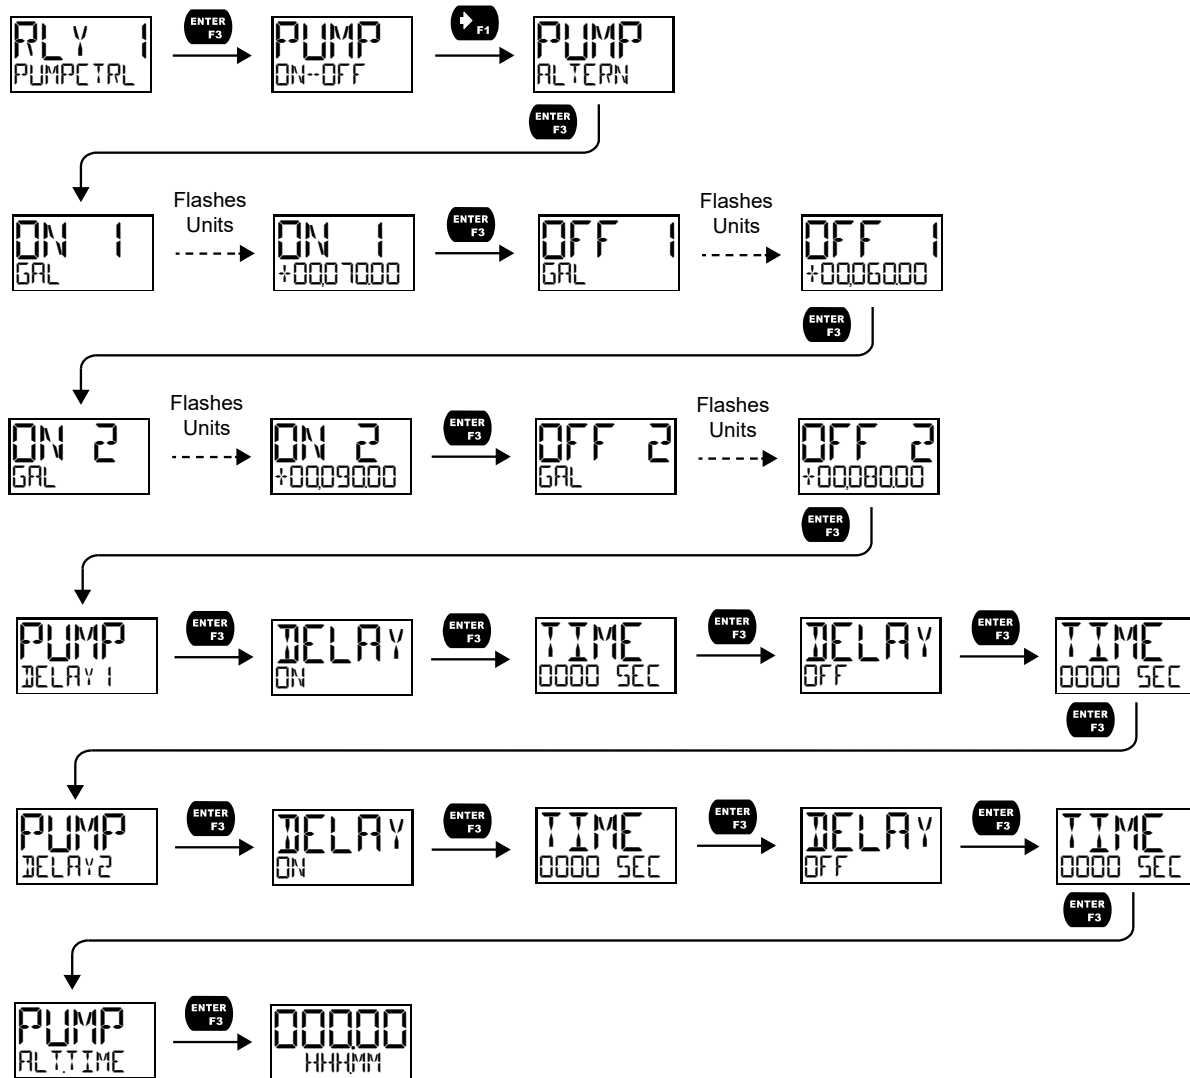 RLY 1
PUMPCTRL
ENTER
F3
PUMP
ON--OFF
F1
PUMP
ALTERN
ENTER
F3
ON 1
GAL
Flashes
Units
ON 1
+00,070.00
ENTER
F3
OFF 1
GAL
Flashes
Units
OFF 1
+00,060.00
ENTER
F3
ON 2
GAL
Flashes
Units
ON 2
+00,090.00
ENTER
F3
OFF 2
GAL
Flashes
Units
OFF 2
+00,080.00
ENTER
F3
PUMP
DELAY1
ENTER
F3
DELAY
ON
ENTER
F3
TIME
0000 SEC
ENTER
F3
DELAY
OFF
ENTER
F3
TIME
0000 SEC
ENTER
F3
PUMP
DELAY2
ENTER
F3
DELAY
ON
ENTER
F3
TIME
0000 SEC
ENTER
F3
DELAY
OFF
ENTER
F3
TIME
0000 SEC
ENTER
F3
PUMP
ALT.TIME
ENTER
F3
000.00
HHH.MM